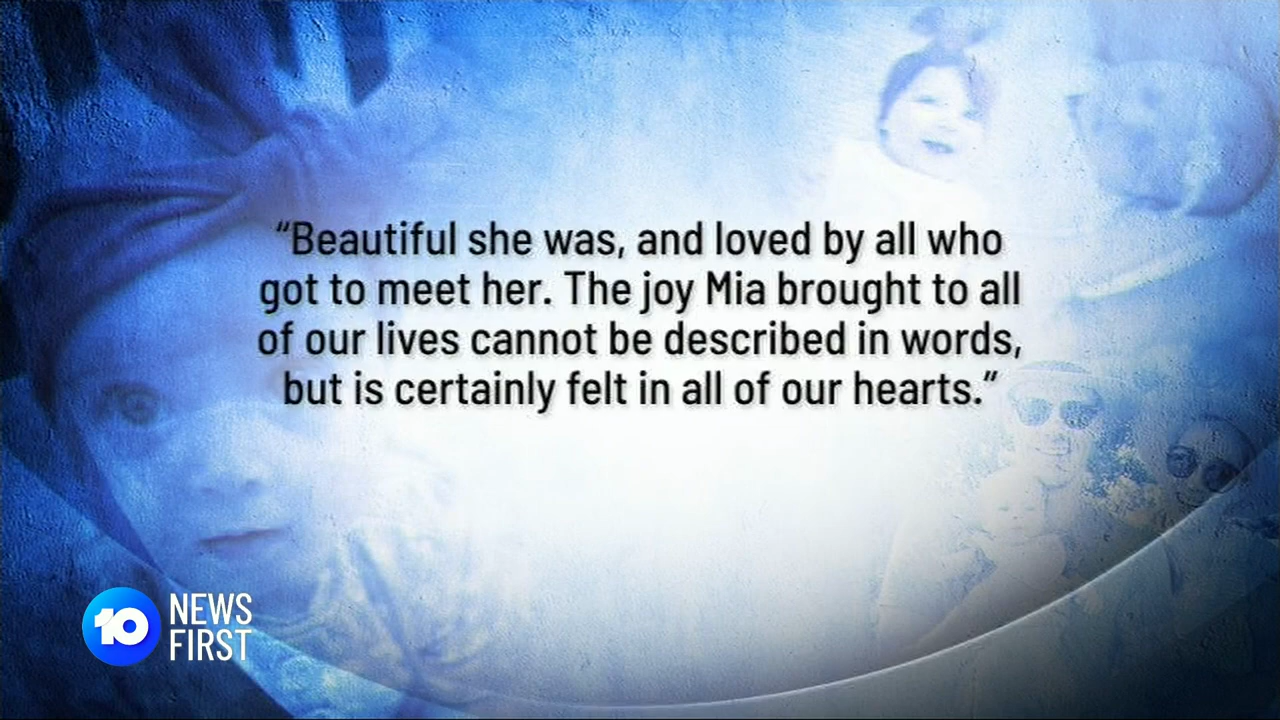 “Beautiful she was, and loved by all who
got to meet her. The joy Mia brought to all
of our lives cannot be described in words,
but is certainly felt in all of our hearts.”
10 NEWS
FIRST